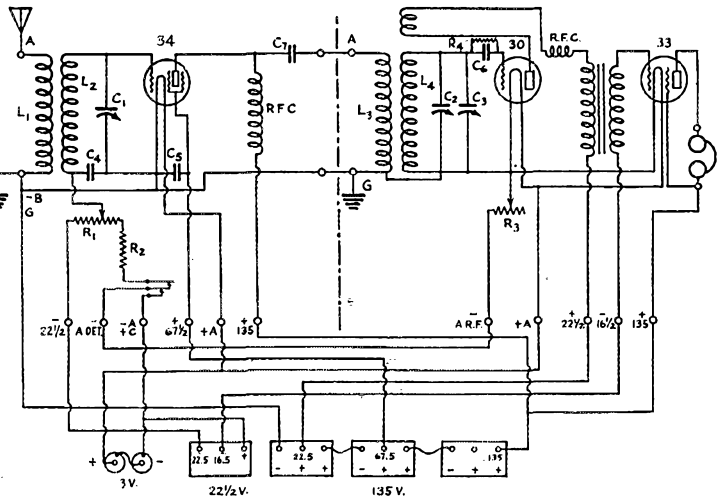 A
34
C7
A
R4
C6
30
R.F.C.
33
L1
L2
C1
RFC
L3
L4
C2
C3
C4
C5
-B
G
G
R1
R2
R3
- 22½
- A DET.
- A + C
+ 67½
+A
+ 135
- A R.F.
+A
+ 22½
- 16½
+ 135
+ -
3V.
22.5 16.5 +
22½V.
- 22.5 + +
- 67.5 + +
- + 135 +
135 V.